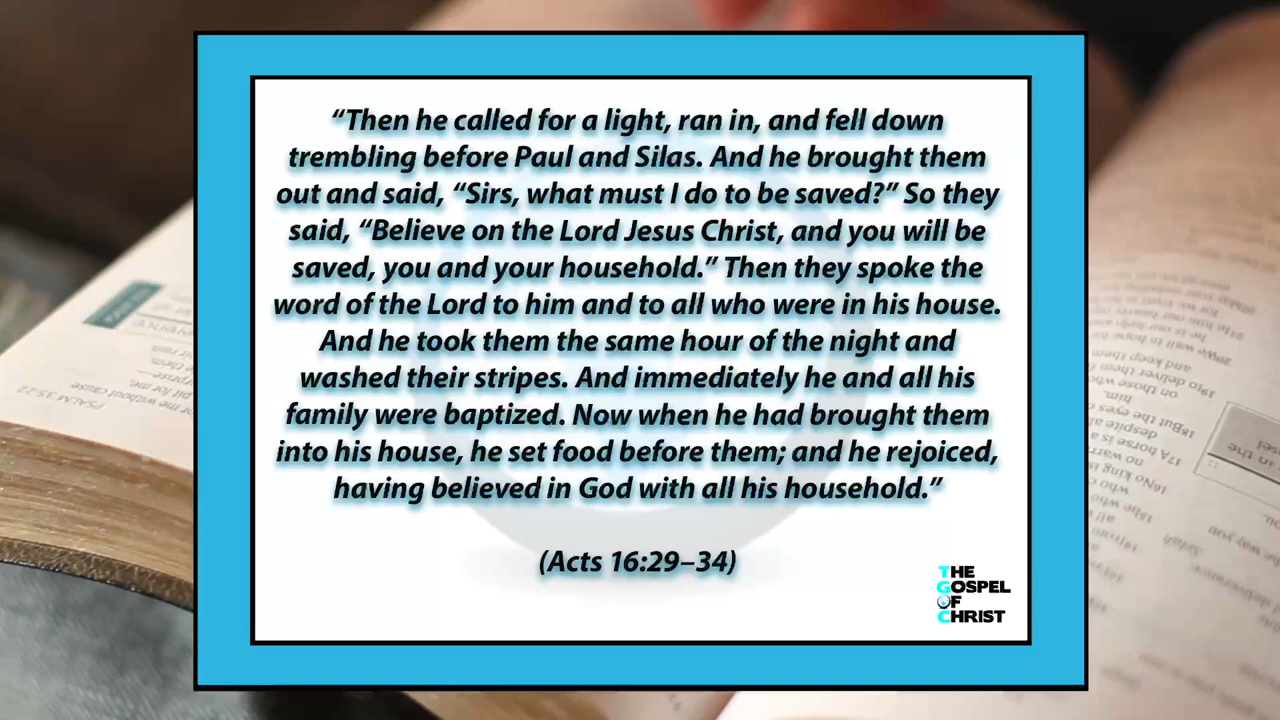 “Then he called for a light, ran in, and fell down
trembling before Paul and Silas. And he brought them
out and said, “Sirs, what must I do to be saved?” So they
said, “Believe on the Lord Jesus Christ, and you will be
saved, you and your household.” Then they spoke the
word of the Lord to him and to all who were in his house.
And he took them the same hour of the night and
washed their stripes. And immediately he and all his
family were baptized. Now when he had brought them
into his house, he set food before them; and he rejoiced,
having believed in God with all his household.”
(Acts 16:29–34)
THE
GOSPEL
OF
CHRIST
PSALM 35:22